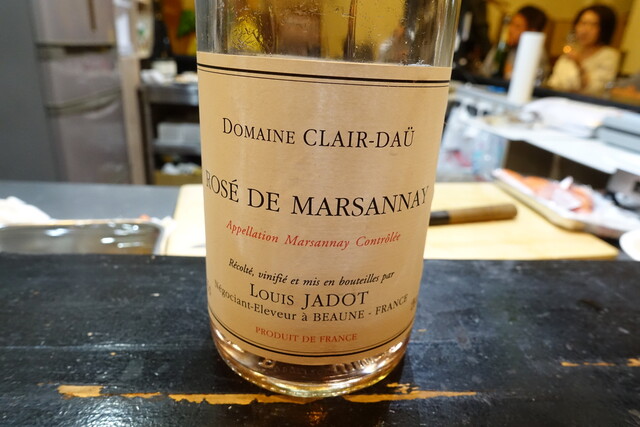 DOMAINE CLAIR-DAÜ
ROSÉ DE MARSANNAY
Appellation Marsannay Contrôlée
Récolté, vinifié et mis en bouteilles par
LOUIS JADOT
Négociant-Eleveur à BEAUNE - FRANCE
PRODUIT DE FRANCE